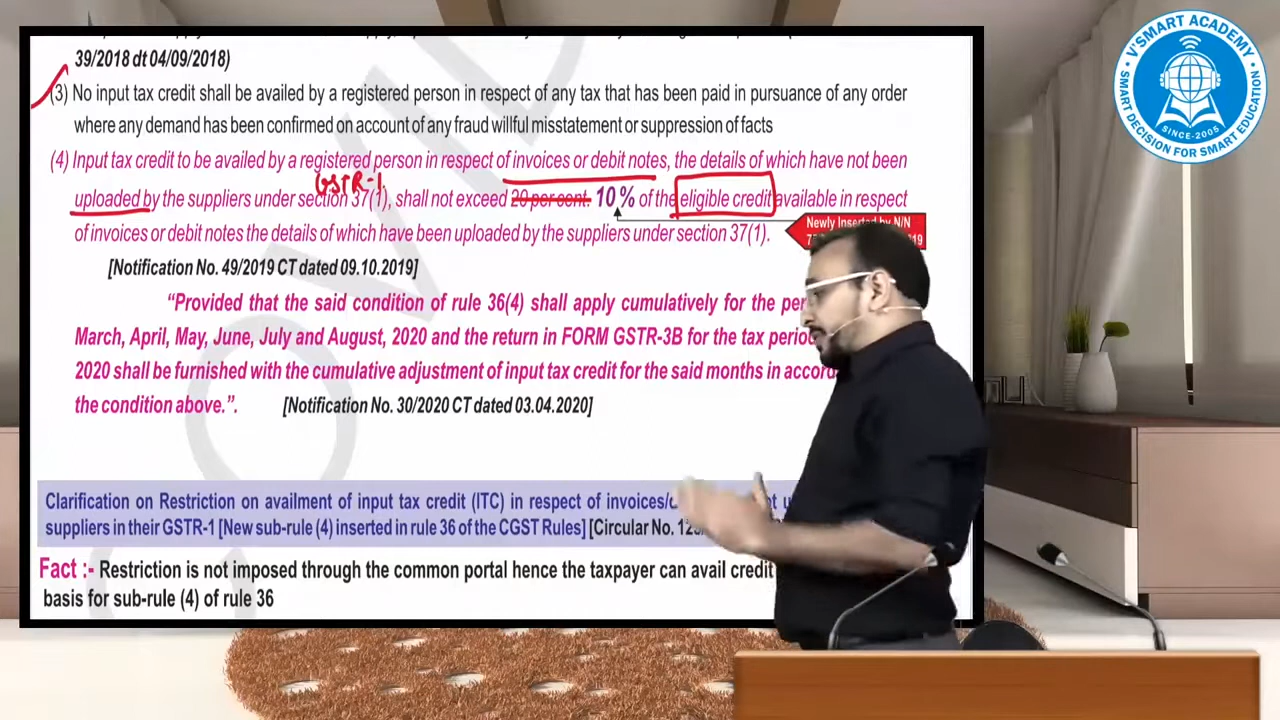 39/2018 dt 04/09/2018)
(3) No input tax credit shall be availed by a registered person in respect of any tax that has been paid in pursuance of any order
where any demand has been confirmed on account of any fraud willful misstatement or suppression of facts
(4) Input tax credit to be availed by a registered person in respect of invoices or debit notes, the details of which have not been
GSTR-1
uploaded by the suppliers under section 37(1), shall not exceed 20 per cent. 10% of the eligible credit available in respect
of invoices or debit notes the details of which have been uploaded by the suppliers under section 37(1).
Newly Inserted by N/N
[Notification No. 49/2019 CT dated 09.10.2019]
“Provided that the said condition of rule 36(4) shall apply cumulatively for the
March, April, May, June, July and August, 2020 and the return in FORM GSTR-3B for the tax
2020 shall be furnished with the cumulative adjustment of input tax credit for the said months in
the condition above.”. [Notification No. 30/2020 CT dated 03.04.2020]
Clarification on Restriction on availment of input tax credit (ITC) in respect of
suppliers in their GSTR-1 [New sub-rule (4) inserted in rule 36 of the CGST Rules] [Circular No.
Fact :- Restriction is not imposed through the common portal hence the taxpayer can avail credit
basis for sub-rule (4) of rule 36
COVID
V'SMART ACADEMY
SMART DECISION FOR SMART EDUCATION
SINCE-2005